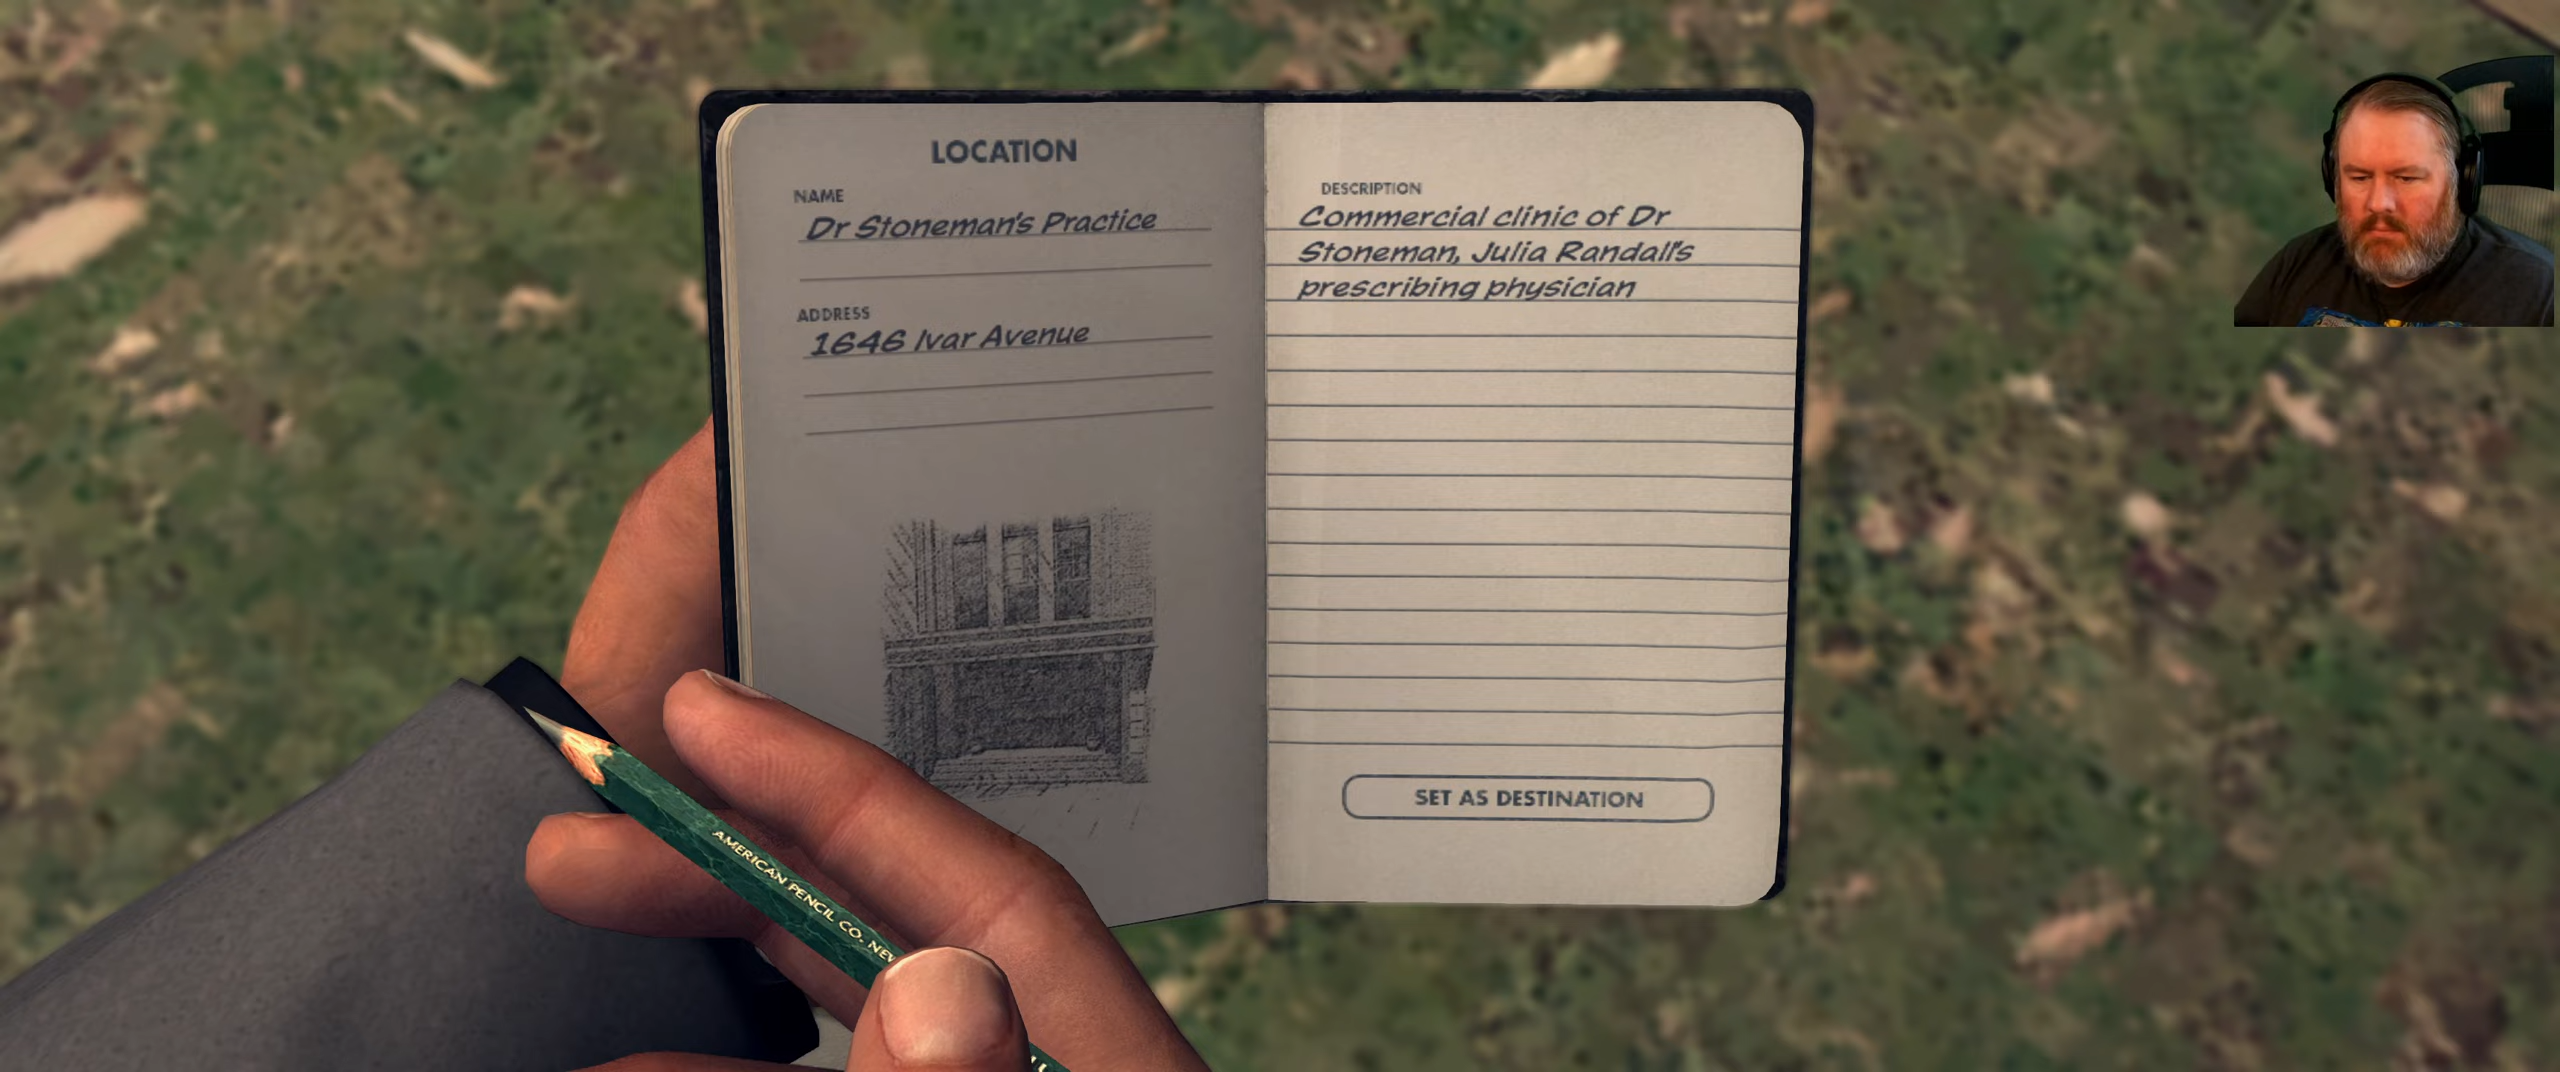 LOCATION
NAME
Dr Stoneman's Practice
ADDRESS
1646 Ivar Avenue
DESCRIPTION
Commercial clinic of Dr
Stoneman, Julia Randall's
prescribing physician
SET AS DESTINATION
AMERICAN PENCIL CO. NEW